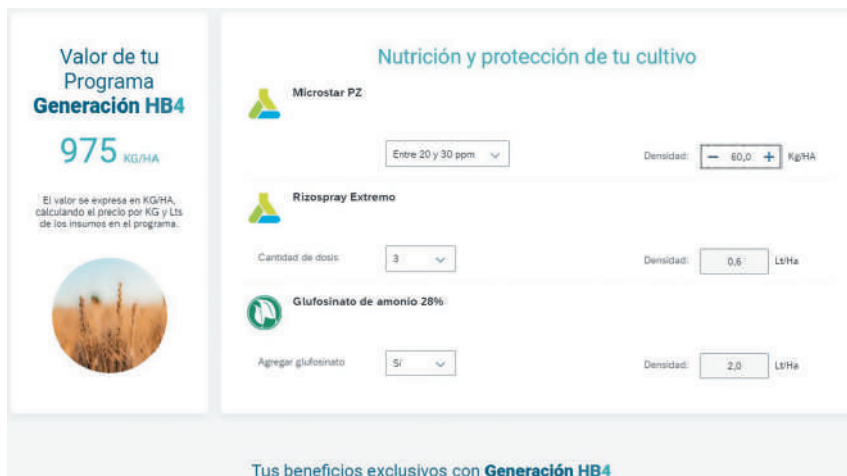 Valor de tu
Programa
Generación HB4
975 KG/HA
El valor se expresa en KG/HA,
calculando el precio por KG y Lts
de los insumos en el programa.
Nutrición y protección de tu cultivo
Microstar PZ
Entre 20 y 30 ppm
Densidad: − 60,0 + Kg/HA
Rizospray Extremo
Cantidad de dosis 3
Densidad: 0,6 Lt/Ha
Glufosinato de amonio 28%
Agregar glufosinato Sí
Densidad: 2,0 Lt/Ha
Tus beneficios exclusivos con Generación HB4